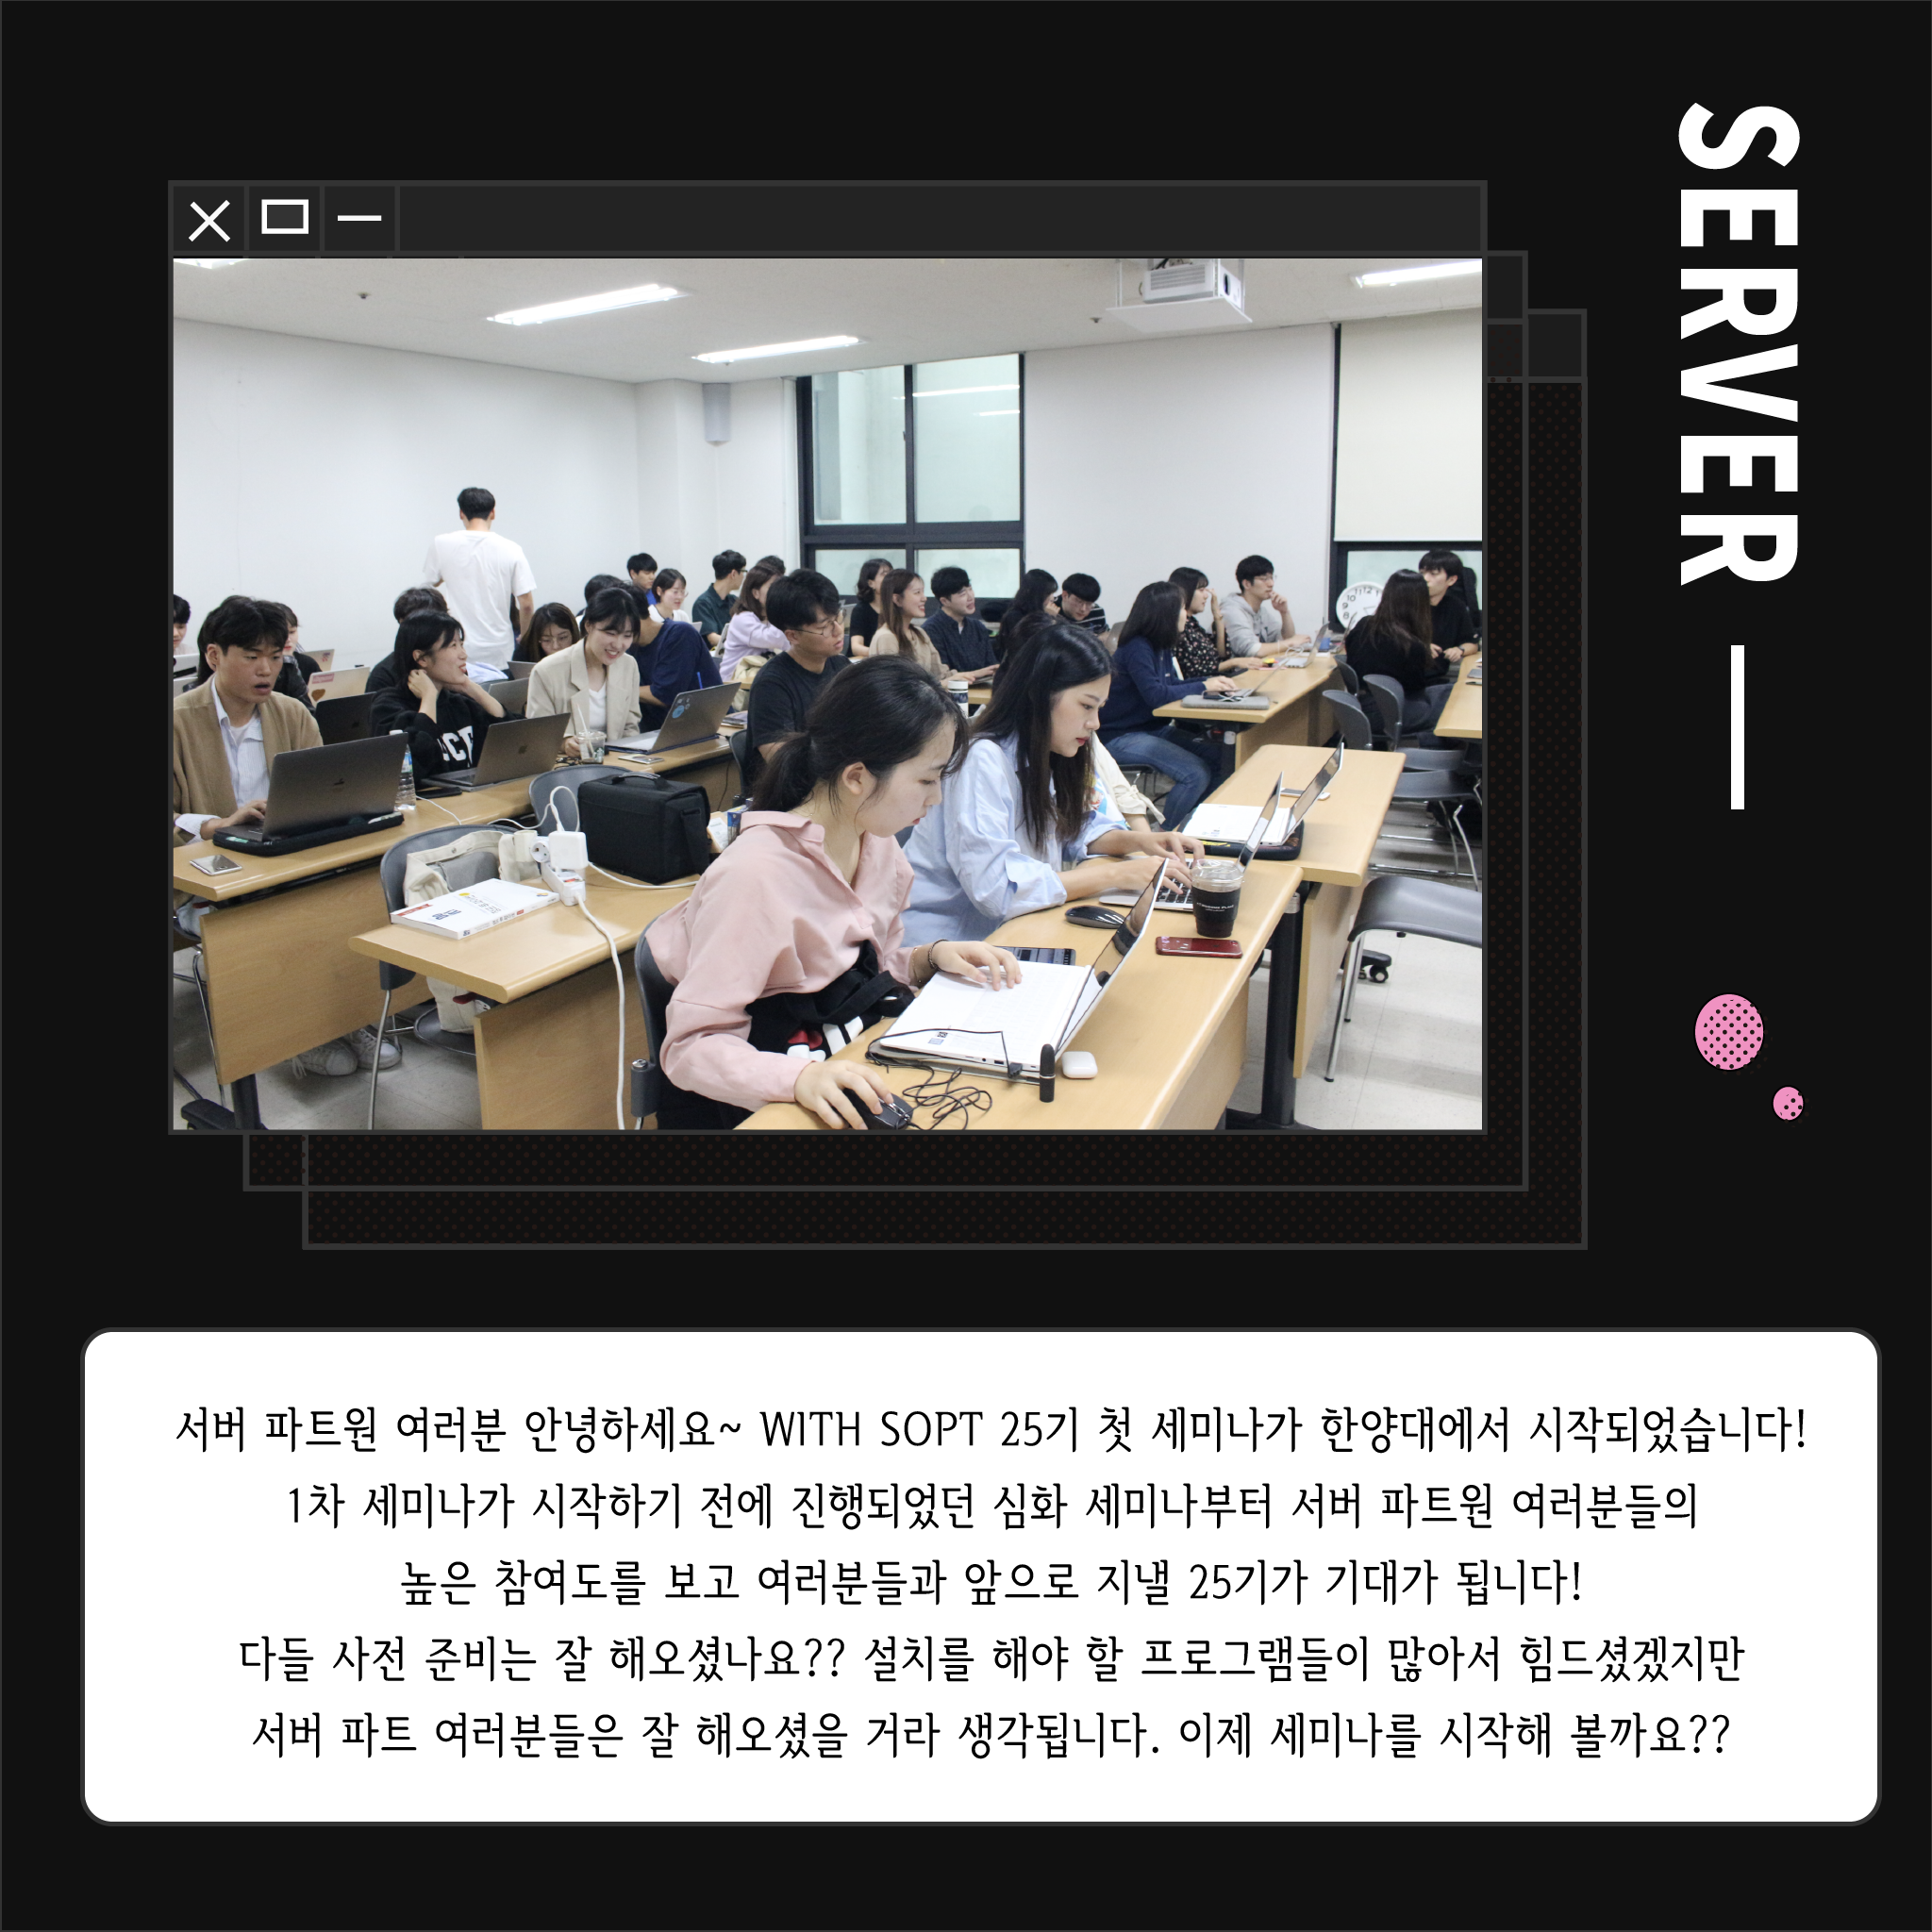 SERVER
서버 파트원 여러분 안녕하세요~ WITH SOPT 25기 첫 세미나가 한양대에서 시작되었습니다!
1차 세미나가 시작하기 전에 진행되었던 심화 세미나부터 서버 파트원 여러분들의
높은 참여도를 보고 여러분들과 앞으로 지낼 25기가 기대가 됩니다!
다들 사전 준비는 잘 해오셨나요?? 설치를 해야 할 프로그램들이 많아서 힘드셨겠지만
서버 파트 여러분들은 잘 해오셨을 거라 생각됩니다. 이제 세미나를 시작해 볼까요??